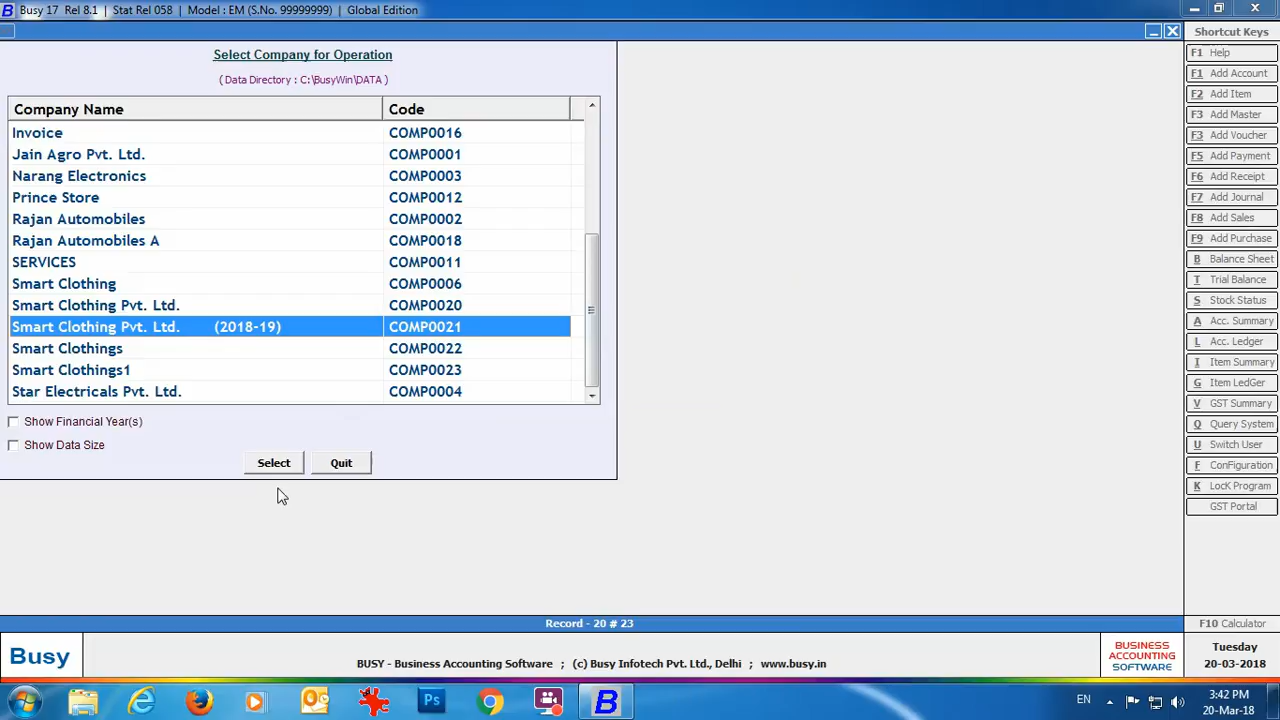 Busy 17 Rel 8.1 | Stat Rel 058 | Model : EM (S.No. 99999999) | Global Edition
Select Company for Operation
( Data Directory : C:\BusyWin\DATA )
Company Name Code
Invoice COMP0016
Jain Agro Pvt. Ltd. COMP0001
Narang Electronics COMP0003
Prince Store COMP0012
Rajan Automobiles COMP0002
Rajan Automobiles A COMP0018
SERVICES COMP0011
Smart Clothing COMP0006
Smart Clothing Pvt. Ltd. COMP0020
Smart Clothing Pvt. Ltd. (2018-19) COMP0021
Smart Clothings COMP0022
Smart Clothings1 COMP0023
Star Electricals Pvt. Ltd. COMP0004
Show Financial Year(s)
Show Data Size
Select Quit
Shortcut Keys
F1 Help
F1 Add Account
F2 Add Item
F3 Add Master
F3 Add Voucher
F5 Add Payment
F6 Add Receipt
F7 Add Journal
F8 Add Sales
F9 Add Purchase
B Balance Sheet
T Trial Balance
S Stock Status
A Acc. Summary
L Acc. Ledger
I Item Summary
G Item LedGer
V GST Summary
Q Query System
U Switch User
F ConFiguration
K LocK Program
GST Portal
Record - 20 # 23
F10 Calculator
Busy
BUSY - Business Accounting Software ; (c) Busy Infotech Pvt. Ltd., Delhi ; www.busy.in
BUSINESS
ACCOUNTING
SOFTWARE
Tuesday
20-03-2018
Ps
B
EN
3:42 PM
20-Mar-18